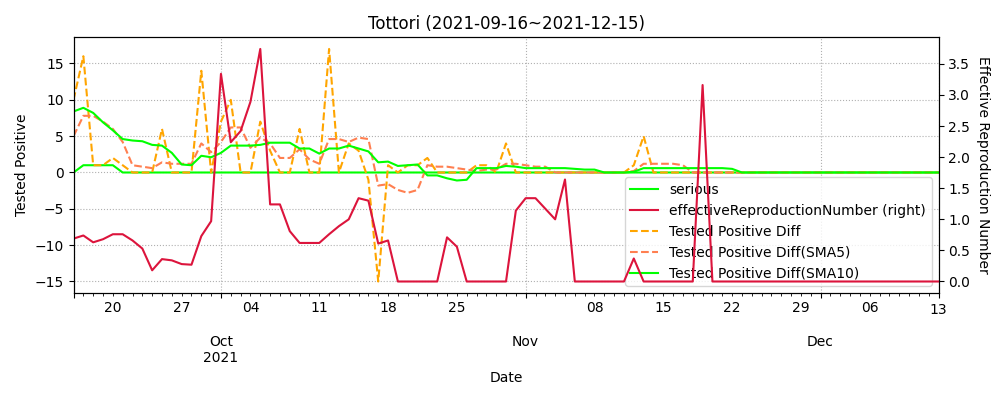 Tottori (2021-09-16~2021-12-15)
15
10
5
0
−5
−10
−15
Tested Positive
3.5
3.0
2.5
2.0
1.5
1.0
0.5
0.0
Effective Reproduction Number
serious
effectiveReproductionNumber (right)
Tested Positive Diff
Tested Positive Diff(SMA5)
Tested Positive Diff(SMA10)
20 27 04 11 18 25 08 15 22 29 06 13
Oct Nov Dec
2021
Date